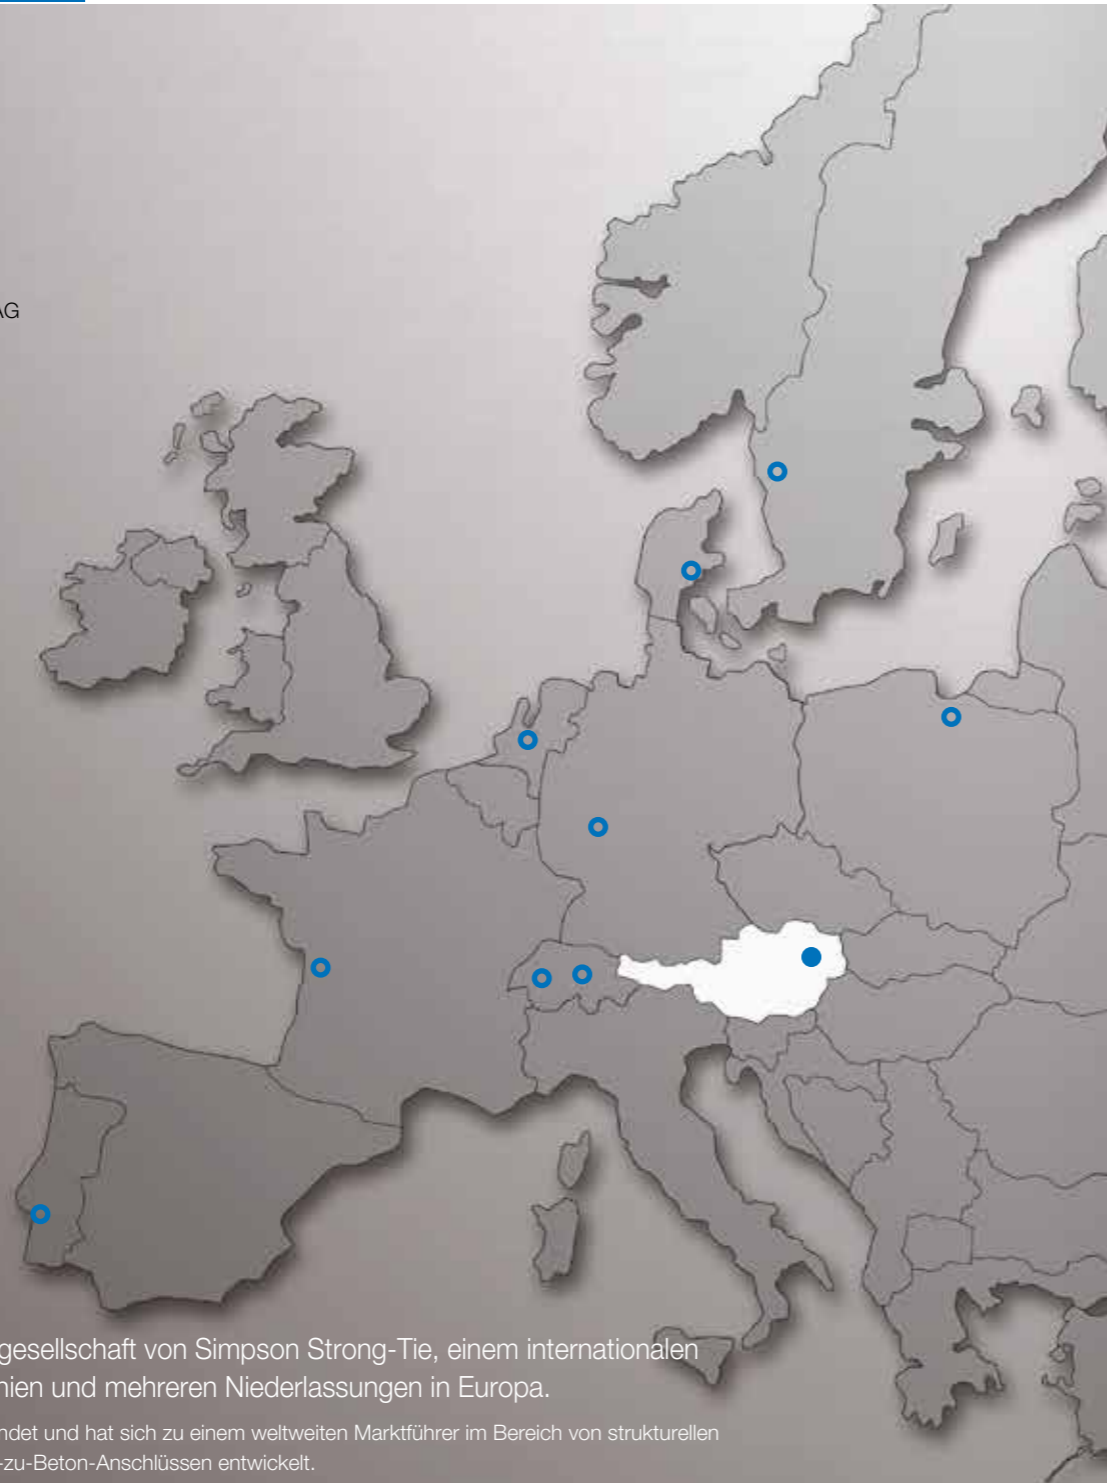 AG
gesellschaft von Simpson Strong-Tie, einem internationalen
nien und mehreren Niederlassungen in Europa.
ndet und hat sich zu einem weltweiten Marktführer im Bereich von strukturellen
-zu-Beton-Anschlüssen entwickelt.